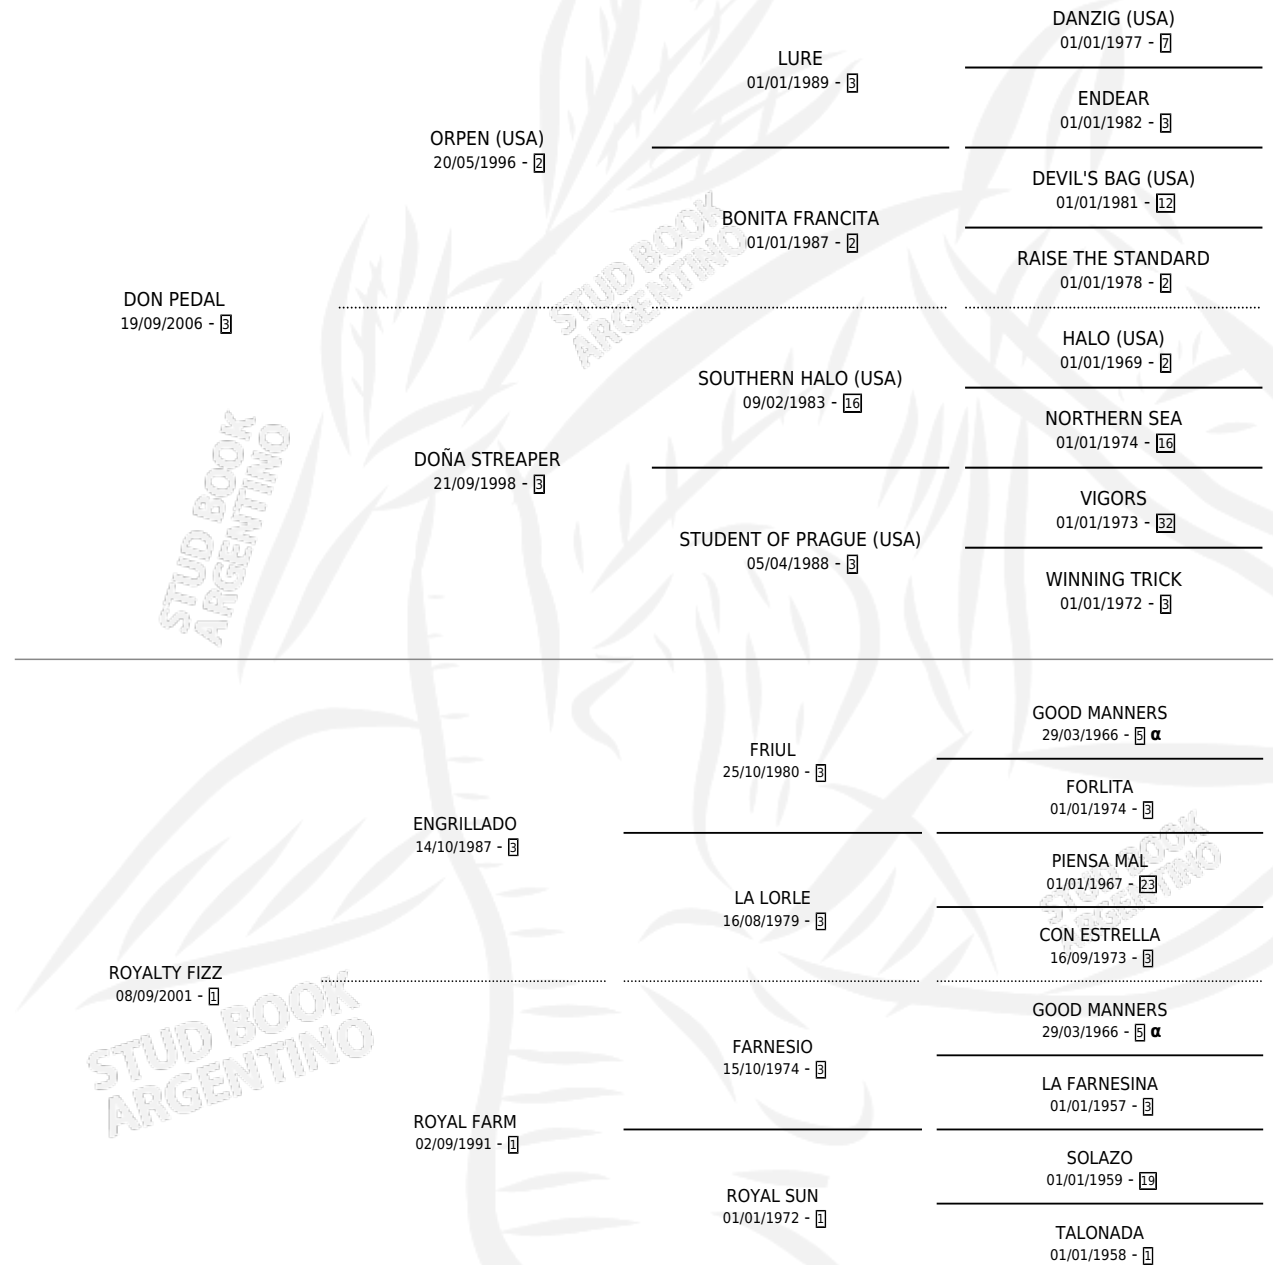 DANZIG (USA)
01/01/1977 - 7
LURE
01/01/1989 - 3
ENDEAR
01/01/1982 - 3
ORPEN (USA)
20/05/1996 - 2
DEVIL'S BAG (USA)
01/01/1981 - 12
BONITA FRANCITA
01/01/1987 - 2
RAISE THE STANDARD
01/01/1978 - 2
DON PEDAL
19/09/2006 - 3
HALO (USA)
01/01/1969 - 2
SOUTHERN HALO (USA)
09/02/1983 - 16
NORTHERN SEA
01/01/1974 - 16
DOÑA STREAPER
21/09/1998 - 3
VIGORS
01/01/1973 - 32
STUDENT OF PRAGUE (USA)
05/04/1988 - 3
WINNING TRICK
01/01/1972 - 3
GOOD MANNERS
29/03/1966 - 5 α
FRIUL
25/10/1980 - 3
FORLITA
01/01/1974 - 3
ENGRILLADO
14/10/1987 - 3
PIENSA MAL
01/01/1967 - 23
LA LORLE
16/08/1979 - 3
CON ESTRELLA
16/09/1973 - 3
ROYALTY FIZZ
08/09/2001 - 1
GOOD MANNERS
29/03/1966 - 5 α
FARNESIO
15/10/1974 - 3
LA FARNESINA
01/01/1957 - 3
ROYAL FARM
02/09/1991 - 1
SOLAZO
01/01/1959 - 19
ROYAL SUN
01/01/1972 - 1
TALONADA
01/01/1958 - 1
STUD BOOK
ARGENTINO
STUD BOOK
ARGENTINO
STUD BOOK
ARGENTINO
STUD BOOK
ARGENTINO